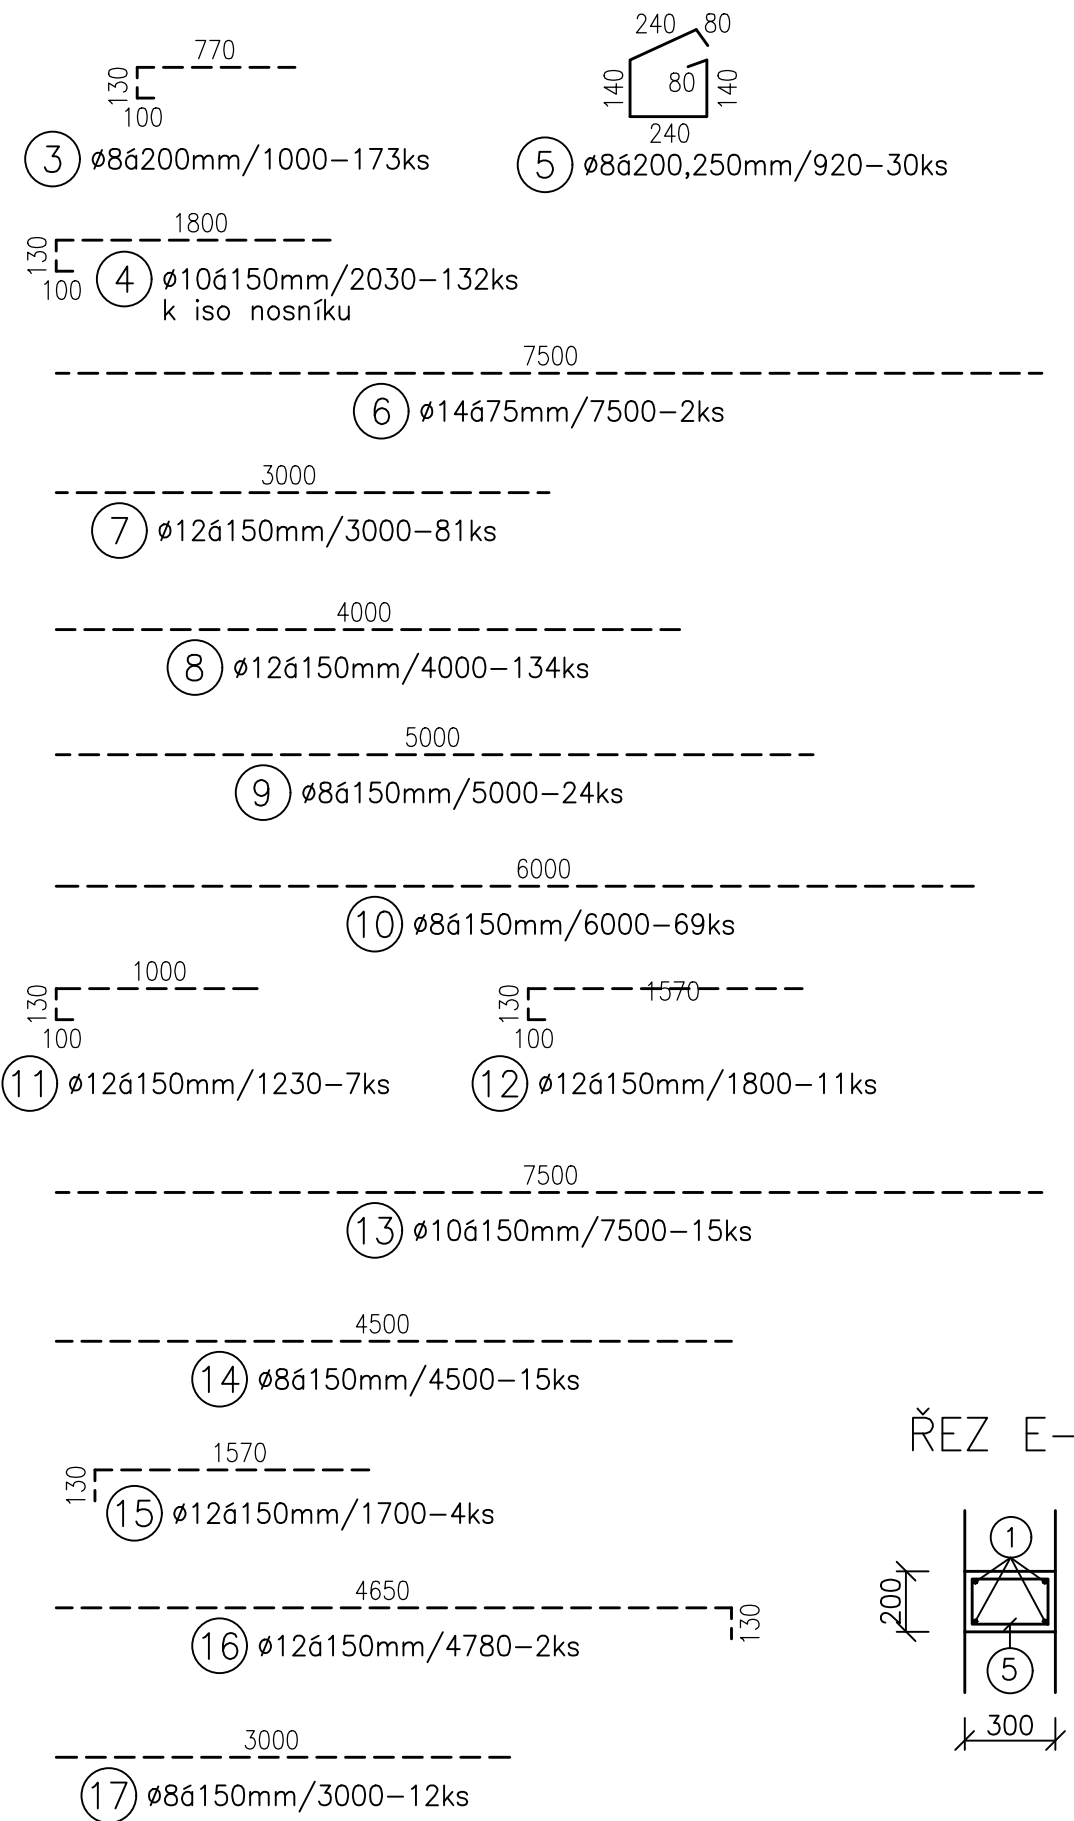 770
130
100
3 ø8á200mm/1000-173ks
240 80
140
80
140
240
5 ø8á200,250mm/920-30ks
1800
130
100
4 ø10á150mm/2030-132ks
k iso nosníku
7500
6 ø14á75mm/7500-2ks
3000
7 ø12á150mm/3000-81ks
4000
8 ø12á150mm/4000-134ks
5000
9 ø8á150mm/5000-24ks
6000
10 ø8á150mm/6000-69ks
1000
130
100
11 ø12á150mm/1230-7ks
1570
130
100
12 ø12á150mm/1800-11ks
7500
13 ø10á150mm/7500-15ks
4500
14 ø8á150mm/4500-15ks
1570
130
15 ø12á150mm/1700-4ks
4650
130
16 ø12á150mm/4780-2ks
3000
17 ø8á150mm/3000-12ks
ŘEZ E-
1
200
5
300